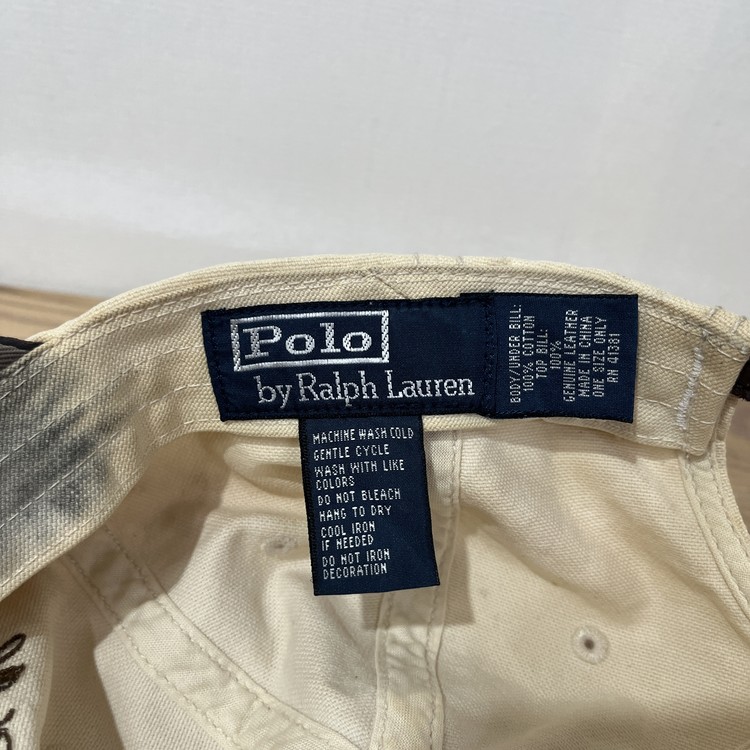 Polo
by Ralph Lauren
BODY/UNDER BILL:
100% COTTON
TOP BILL:
100%
GENUINE LEATHER
MADE IN CHINA
ONE SIZE ONLY
RN 41381
MACHINE WASH COLD
GENTLE CYCLE
WASH WITH LIKE
COLORS
DO NOT BLEACH
HANG TO DRY
COOL IRON
IF NEEDED
DO NOT IRON
DECORATION